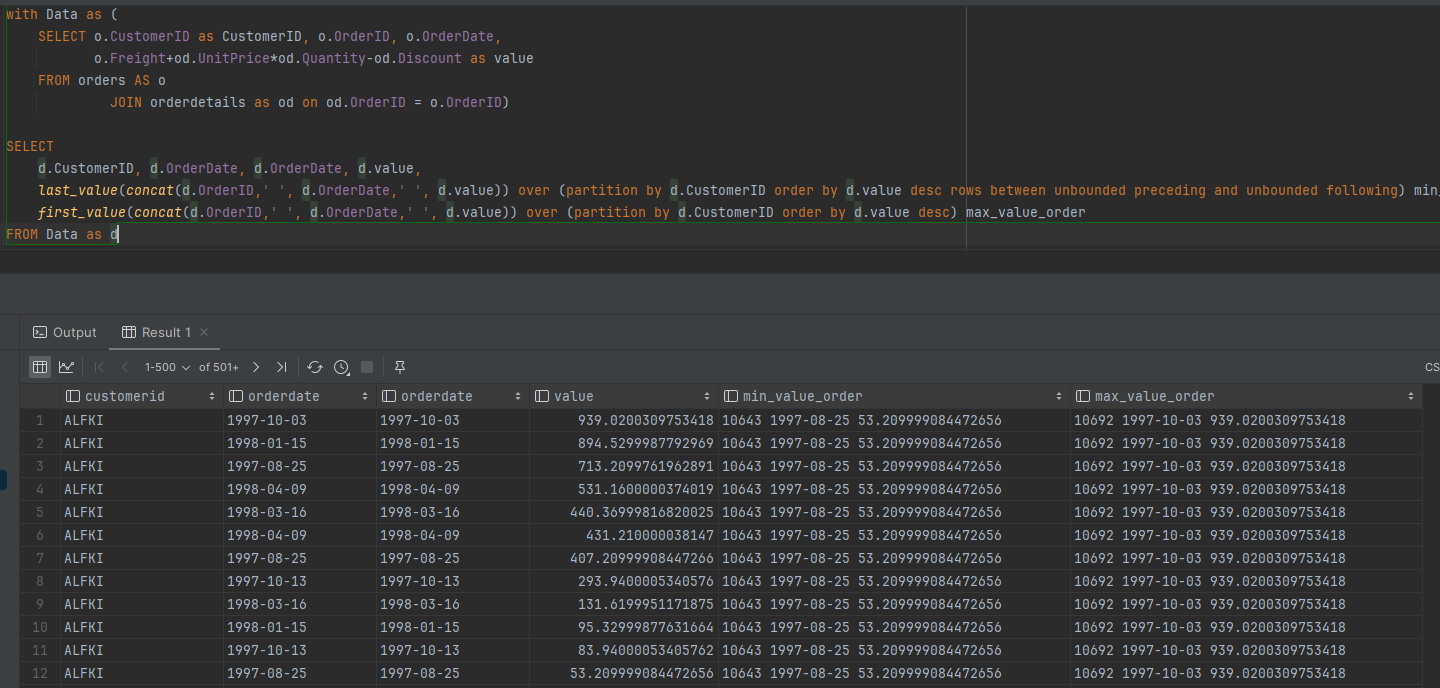 with Data as (
SELECT o.CustomerID as CustomerID, o.OrderID, o.OrderDate,
o.Freight+od.UnitPrice*od.Quantity-od.Discount as value
FROM orders AS o
JOIN orderdetails as od on od.OrderID = o.OrderID)
SELECT
d.CustomerID, d.OrderDate, d.OrderDate, d.value,
last_value(concat(d.OrderID,' ', d.OrderDate,' ', d.value)) over (partition by d.CustomerID order by d.value desc rows between unbounded preceding and unbounded following) min_
first_value(concat(d.OrderID,' ', d.OrderDate,' ', d.value)) over (partition by d.CustomerID order by d.value desc) max_value_order
FROM Data as d
Output Result 1
1-500 of 501+ CS
customerid orderdate orderdate value min_value_order max_value_order
1 ALFKI 1997-10-03 1997-10-03 939.0200309753418 10643 1997-08-25 53.209999084472656 10692 1997-10-03 939.0200309753418
2 ALFKI 1998-01-15 1998-01-15 894.5299987792969 10643 1997-08-25 53.209999084472656 10692 1997-10-03 939.0200309753418
3 ALFKI 1997-08-25 1997-08-25 713.2099761962891 10643 1997-08-25 53.209999084472656 10692 1997-10-03 939.0200309753418
4 ALFKI 1998-04-09 1998-04-09 531.1600000374019 10643 1997-08-25 53.209999084472656 10692 1997-10-03 939.0200309753418
5 ALFKI 1998-03-16 1998-03-16 440.36999816820025 10643 1997-08-25 53.209999084472656 10692 1997-10-03 939.0200309753418
6 ALFKI 1998-04-09 1998-04-09 431.210000038147 10643 1997-08-25 53.209999084472656 10692 1997-10-03 939.0200309753418
7 ALFKI 1997-08-25 1997-08-25 407.20999908447266 10643 1997-08-25 53.209999084472656 10692 1997-10-03 939.0200309753418
8 ALFKI 1997-10-13 1997-10-13 293.9400005340576 10643 1997-08-25 53.209999084472656 10692 1997-10-03 939.0200309753418
9 ALFKI 1998-03-16 1998-03-16 131.6199951171875 10643 1997-08-25 53.209999084472656 10692 1997-10-03 939.0200309753418
10 ALFKI 1998-01-15 1998-01-15 95.32999877631664 10643 1997-08-25 53.209999084472656 10692 1997-10-03 939.0200309753418
11 ALFKI 1997-10-13 1997-10-13 83.94000053405762 10643 1997-08-25 53.209999084472656 10692 1997-10-03 939.0200309753418
12 ALFKI 1997-08-25 1997-08-25 53.209999084472656 10643 1997-08-25 53.209999084472656 10692 1997-10-03 939.0200309753418